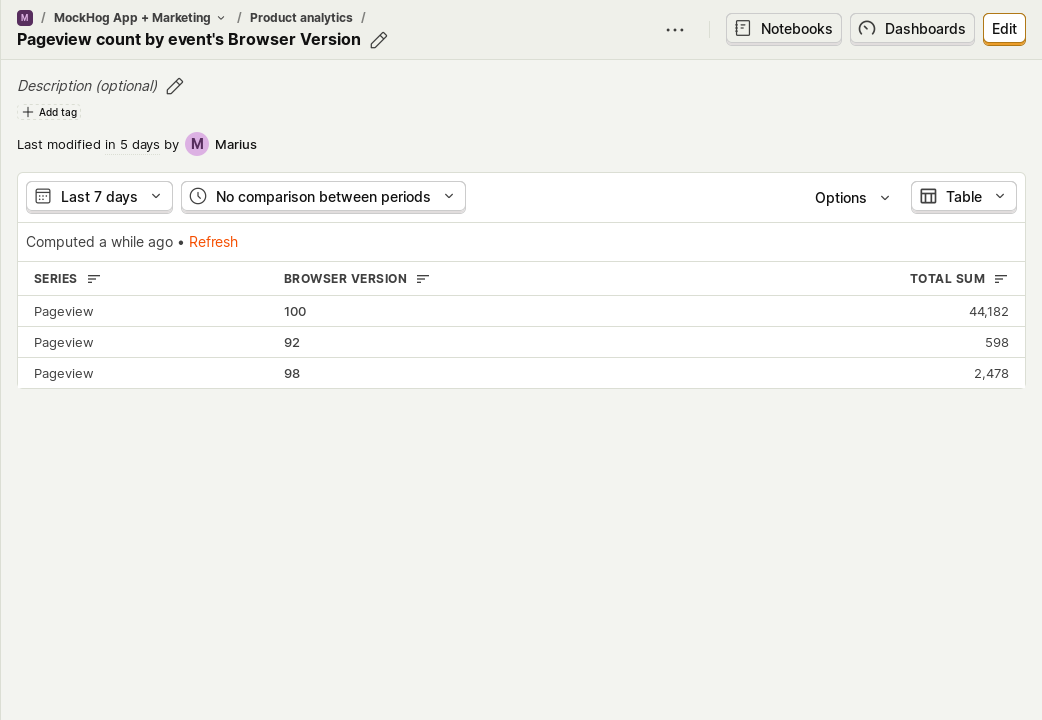 M / MockHog App + Marketing / Product analytics /
Pageview count by event's Browser Version
Notebooks Dashboards Edit
Description (optional)
Add tag
Last modified in 5 days by M Marius
Last 7 days No comparison between periods Options Table
Computed a while ago • Refresh
SERIES BROWSER VERSION TOTAL SUM
Pageview 100 44,182
Pageview 92 598
Pageview 98 2,478